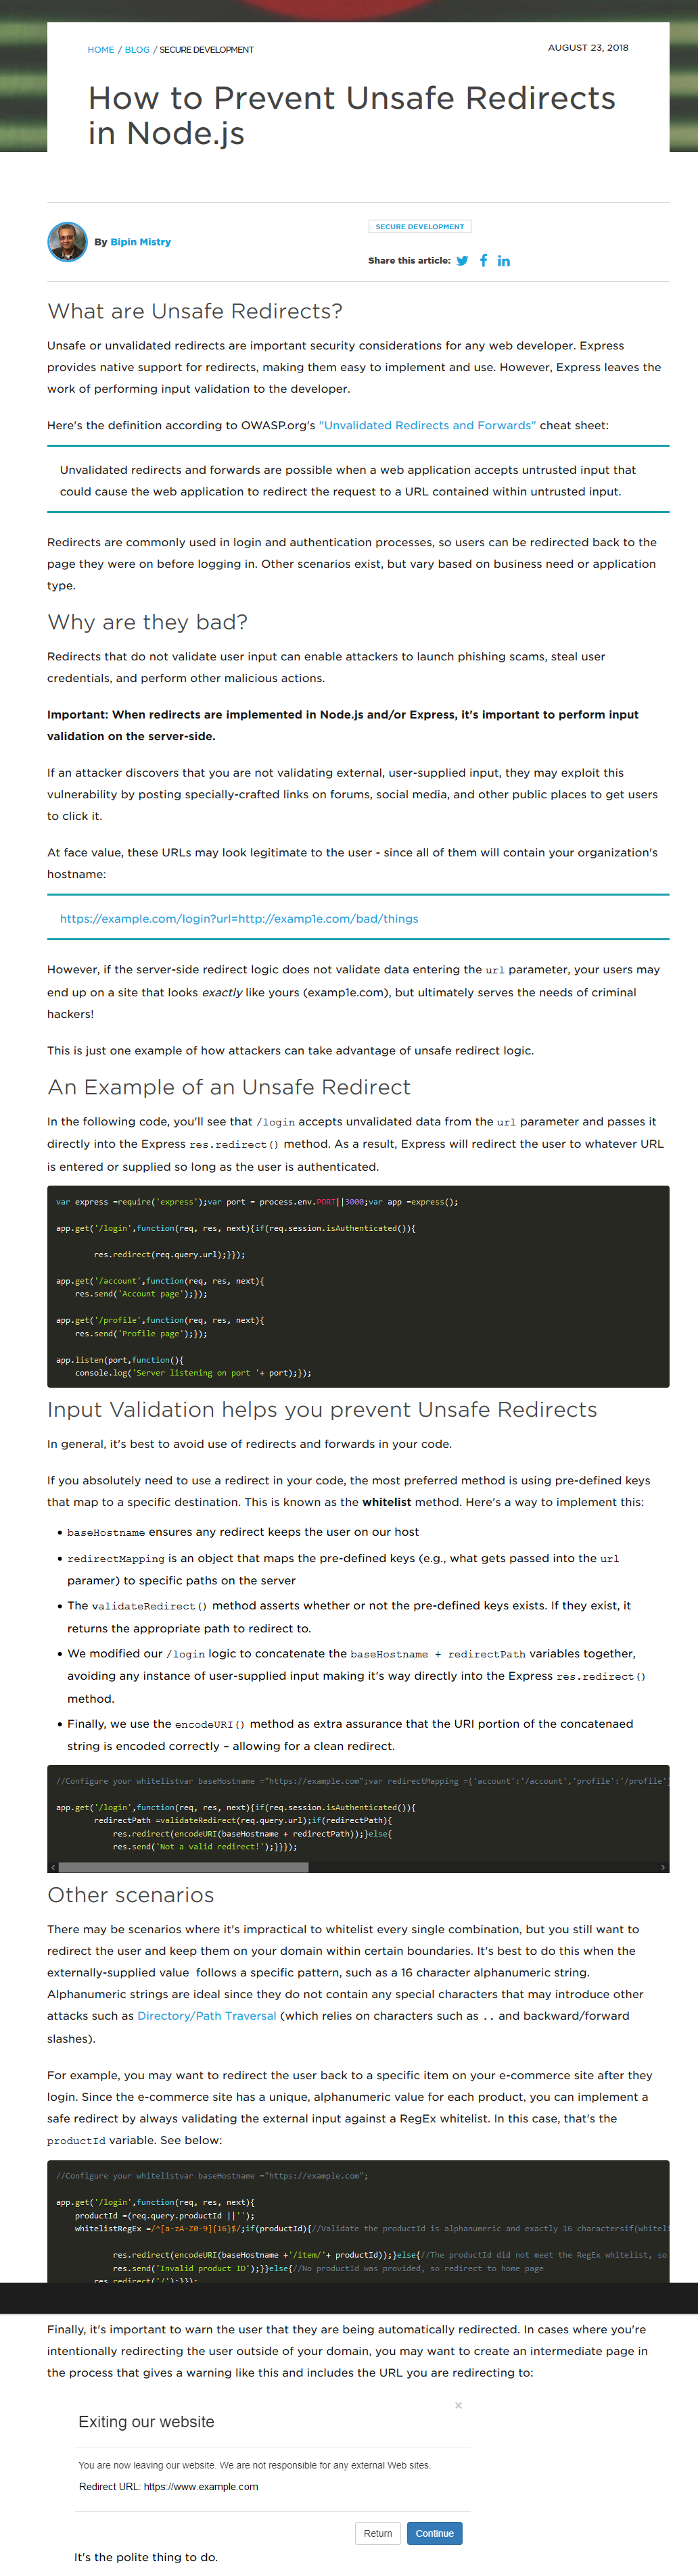 HOME / BLOG / SECURE DEVELOPMENT
AUGUST 23, 2018
How to Prevent Unsafe Redirects
in Node.js
By Bipin Mistry
SECURE DEVELOPMENT
Share this article:
What are Unsafe Redirects?
Unsafe or unvalidated redirects are important security considerations for any web developer. Express
provides native support for redirects, making them easy to implement and use. However, Express leaves the
work of performing input validation to the developer.
Here's the definition according to OWASP.org's "Unvalidated Redirects and Forwards" cheat sheet:
Unvalidated redirects and forwards are possible when a web application accepts untrusted input that
could cause the web application to redirect the request to a URL contained within untrusted input.
Redirects are commonly used in login and authentication processes, so users can be redirected back to the
page they were on before logging in. Other scenarios exist, but vary based on business need or application
type.
Why are they bad?
Redirects that do not validate user input can enable attackers to launch phishing scams, steal user
credentials, and perform other malicious actions.
Important: When redirects are implemented in Node.js and/or Express, it's important to perform input
validation on the server-side.
If an attacker discovers that you are not validating external, user-supplied input, they may exploit this
vulnerability by posting specially-crafted links on forums, social media, and other public places to get users
to click it.
At face value, these URLs may look legitimate to the user - since all of them will contain your organization's
hostname:
https://example.com/login?url=http://examp1e.com/bad/things
However, if the server-side redirect logic does not validate data entering the url parameter, your users may
end up on a site that looks exactly like yours (examp1e.com), but ultimately serves the needs of criminal
hackers!
This is just one example of how attackers can take advantage of unsafe redirect logic.
An Example of an Unsafe Redirect
In the following code, you'll see that /login accepts unvalidated data from the url parameter and passes it
directly into the Express res.redirect() method. As a result, Express will redirect the user to whatever URL
is entered or supplied so long as the user is authenticated.
var express =require('express');var port = process.env.PORT||3000;var app =express();
app.get('/login',function(req, res, next){if(req.session.isAuthenticated()){
res.redirect(req.query.url);}});
app.get('/account',function(req, res, next){
res.send('Account page');});
app.get('/profile',function(req, res, next){
res.send('Profile page');});
app.listen(port,function(){
console.log('Server listening on port '+ port);});
Input Validation helps you prevent Unsafe Redirects
In general, it's best to avoid use of redirects and forwards in your code.
If you absolutely need to use a redirect in your code, the most preferred method is using pre-defined keys
that map to a specific destination. This is known as the whitelist method. Here's a way to implement this:
• baseHostname ensures any redirect keeps the user on our host
• redirectMapping is an object that maps the pre-defined keys (e.g., what gets passed into the url
paramer) to specific paths on the server
• The validateRedirect() method asserts whether or not the pre-defined keys exists. If they exist, it
returns the appropriate path to redirect to.
• We modified our /login logic to concatenate the baseHostname + redirectPath variables together,
avoiding any instance of user-supplied input making it's way directly into the Express res.redirect()
method.
• Finally, we use the encodeURI() method as extra assurance that the URI portion of the concatenaed
string is encoded correctly – allowing for a clean redirect.
//Configure your whitelistvar baseHostname ="https://example.com";var redirectMapping ={'account':'/account','profile':'/profile'}
app.get('/login',function(req, res, next){if(req.session.isAuthenticated()){
redirectPath =validateRedirect(req.query.url);if(redirectPath){
res.redirect(encodeURI(baseHostname + redirectPath));}else{
res.send('Not a valid redirect!');}}});
Other scenarios
There may be scenarios where it's impractical to whitelist every single combination, but you still want to
redirect the user and keep them on your domain within certain boundaries. It's best to do this when the
externally-supplied value follows a specific pattern, such as a 16 character alphanumeric string.
Alphanumeric strings are ideal since they do not contain any special characters that may introduce other
attacks such as Directory/Path Traversal (which relies on characters such as .. and backward/forward
slashes).
For example, you may want to redirect the user back to a specific item on your e-commerce site after they
login. Since the e-commerce site has a unique, alphanumeric value for each product, you can implement a
safe redirect by always validating the external input against a RegEx whitelist. In this case, that's the
productId variable. See below:
//Configure your whitelistvar baseHostname ="https://example.com";
app.get('/login',function(req, res, next){
productId =(req.query.productId ||'');
whitelistRegEx =/^[a-zA-Z0-9]{16}$/;if(productId){//Validate the productId is alphanumeric and exactly 16 charactersif(whiteli
res.redirect(encodeURI(baseHostname +'/item/'+ productId));}else{//The productId did not meet the RegEx whitelist, so
res.send('Invalid product ID');}}else{//No productId was provided, so redirect to home page
res.redirect('/');}});
Finally, it's important to warn the user that they are being automatically redirected. In cases where you're
intentionally redirecting the user outside of your domain, you may want to create an intermediate page in
the process that gives a warning like this and includes the URL you are redirecting to:
×
Exiting our website
You are now leaving our website. We are not responsible for any external Web sites.
Redirect URL: https://www.example.com
Return
Continue
It's the polite thing to do.